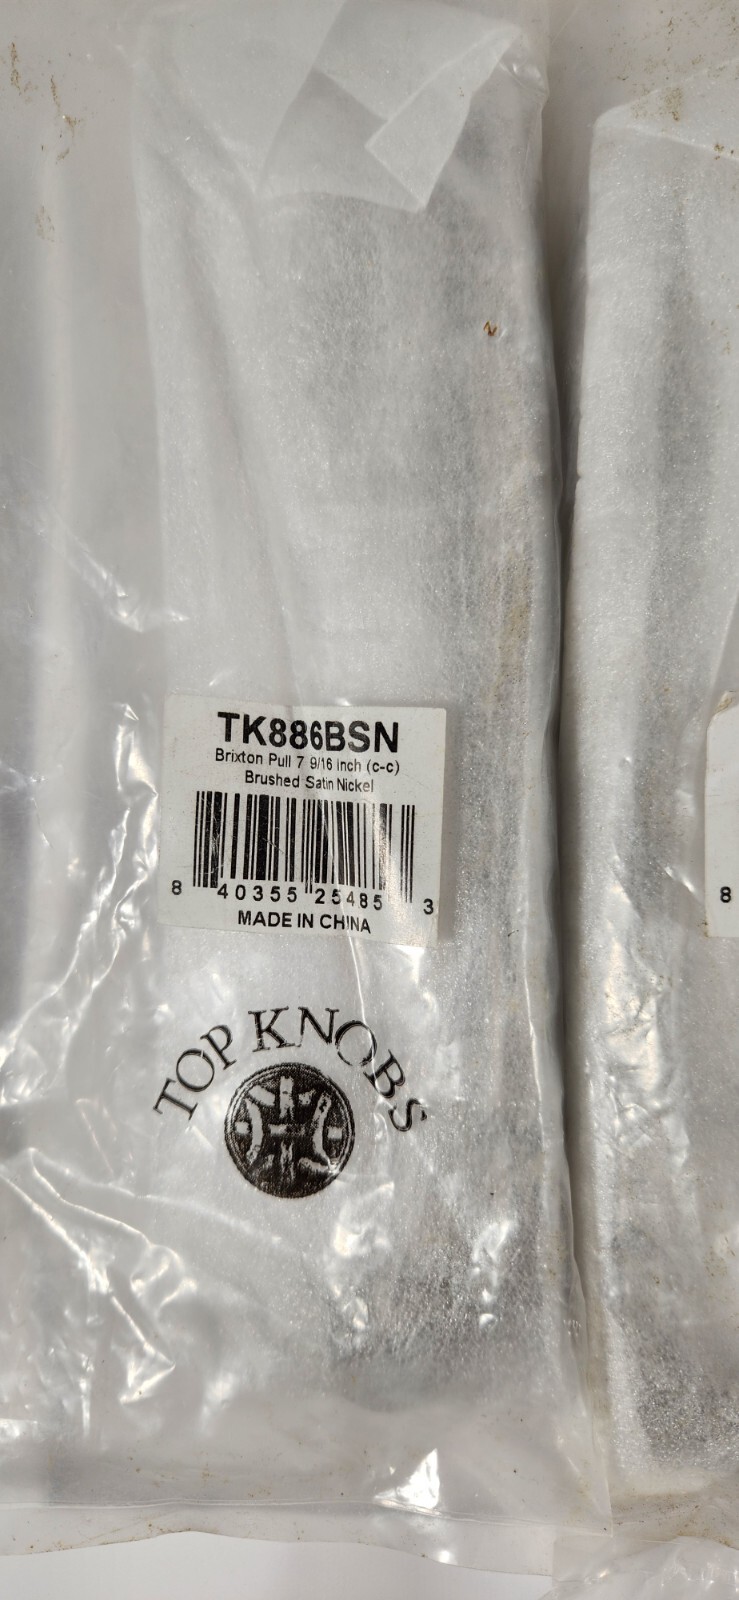 TK886BSN
Brixton Pull 7 9/16 inch (c-c)
Brushed Satin Nickel
8 40355 25485 3
MADE IN CHINA
TOP KNOBS
8